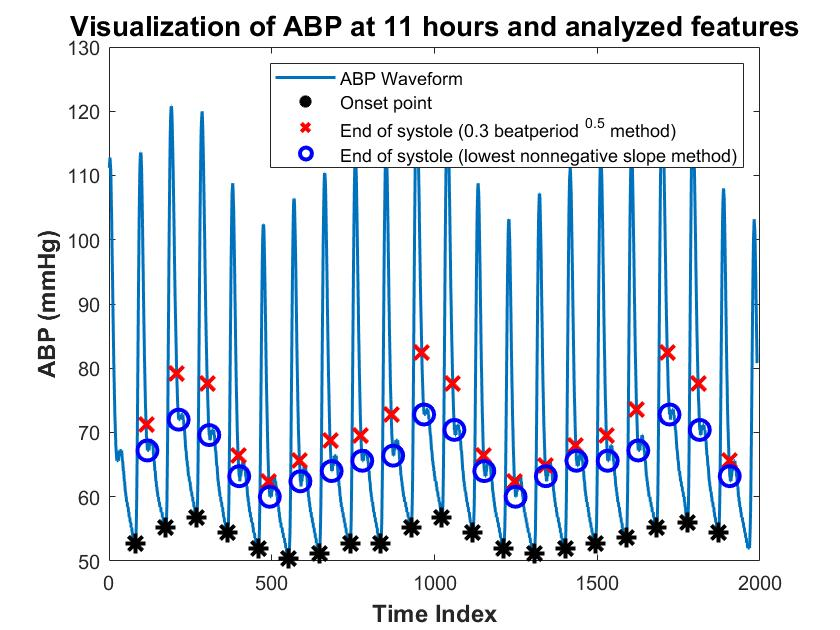 Visualization of ABP at 11 hours and analyzed features
130
120
110
100
90
80
70
60
50
ABP (mmHg)
ABP Waveform
Onset point
End of systole (0.3 beatperiod 0.5 method)
End of systole (lowest nonnegative slope method)
0 500 1000 1500 2000
Time Index